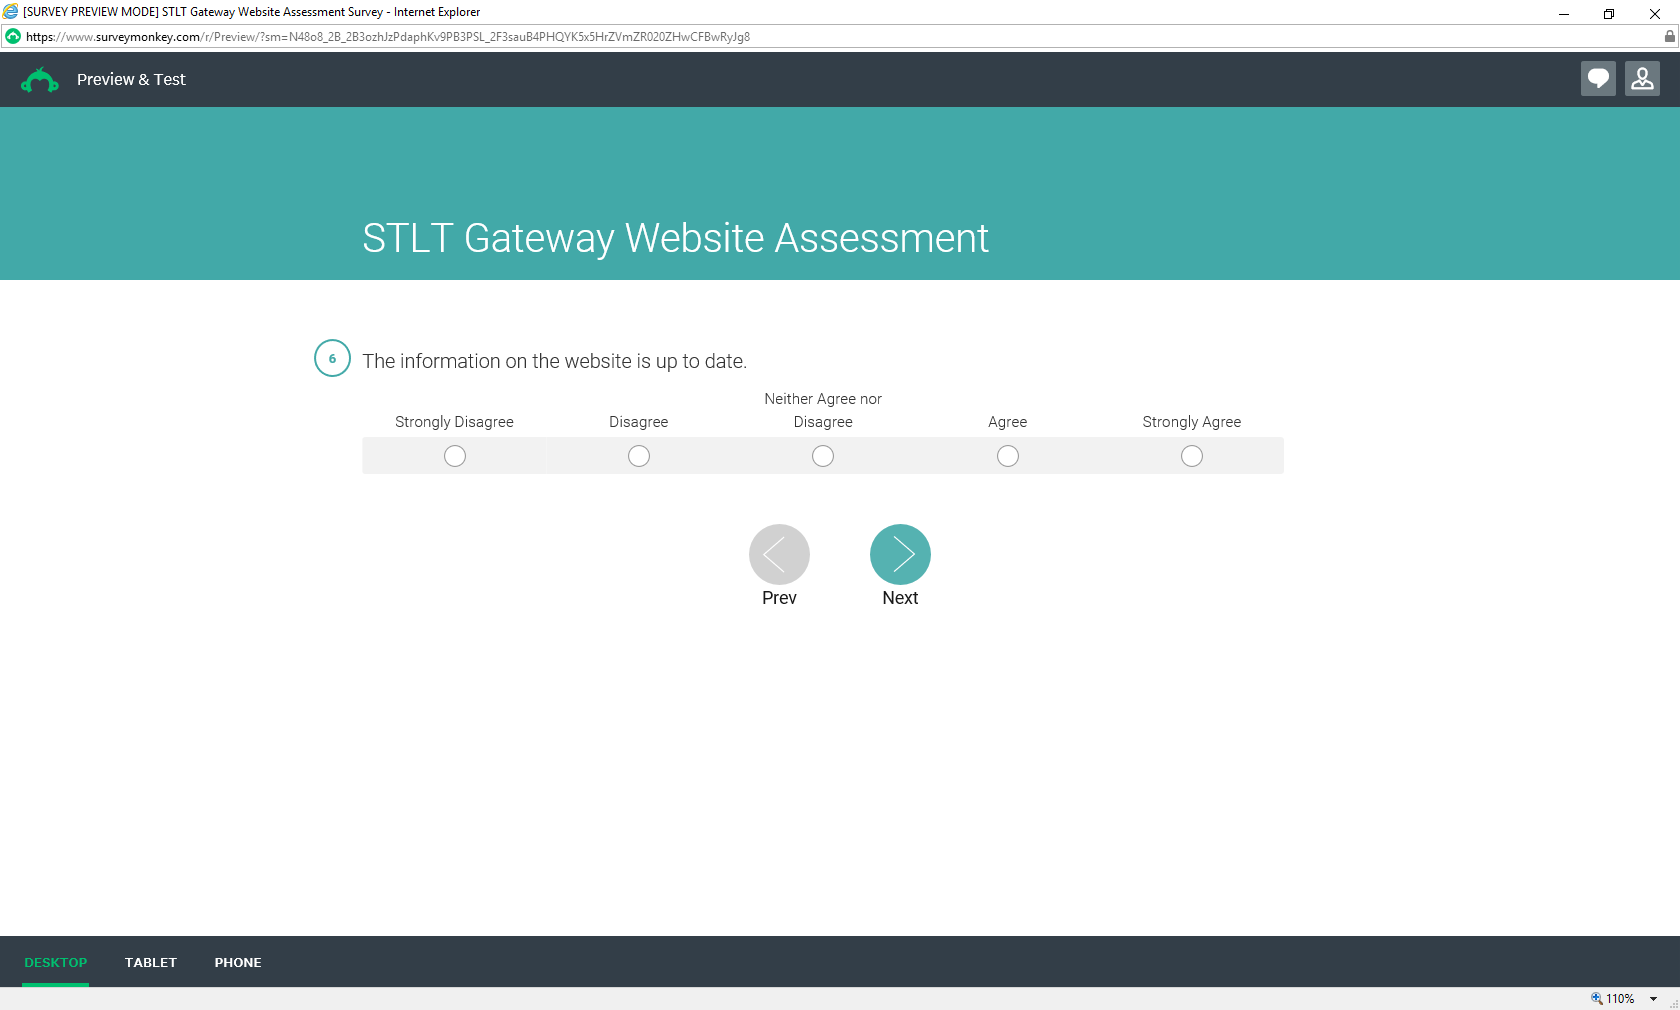 [SURVEY PREVIEW MODE] STLT Gateway Website Assessment Survey - Internet Explorer
https://www.surveymonkey.com/r/Preview/?sm=N48o8_2B_2B3ozhJzPdaphKv9PB3PSL_2F3sauB4PHQYK5x5HrZVmZR020ZHwCFBwRyJg8
Preview & Test
STLT Gateway Website Assessment
6 The information on the website is up to date.
Strongly Disagree
Disagree
Neither Agree nor
Disagree
Agree
Strongly Agree
Prev
Next
DESKTOP TABLET PHONE
110%